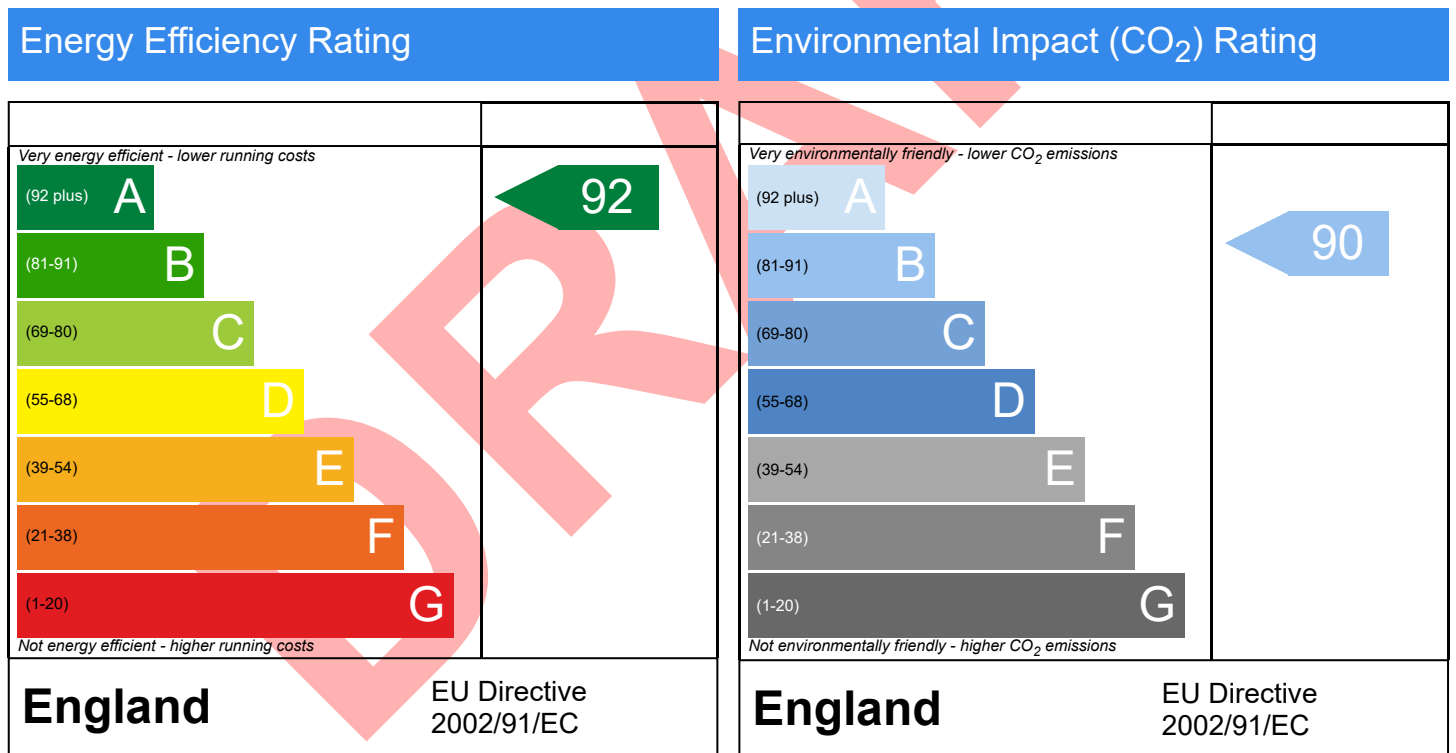 Energy Efficiency Rating
Very energy efficient - lower running costs
(92 plus) A
92
(81-91) B
(69-80) C
(55-68) D
(39-54) E
(21-38) F
(1-20) G
Not energy efficient - higher running costs
England
EU Directive
2002/91/EC
Environmental Impact (CO₂) Rating
Very environmentally friendly - lower CO₂ emissions
(92 plus) A
90
(81-91) B
(69-80) C
(55-68) D
(39-54) E
(21-38) F
(1-20) G
Not environmentally friendly - higher CO₂ emissions
England
EU Directive
2002/91/EC
DRA